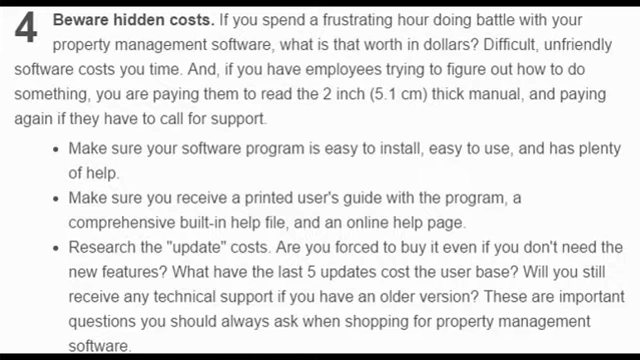 4 Beware hidden costs. If you spend a frustrating hour doing battle with your
property management software, what is that worth in dollars? Difficult, unfriendly
software costs you time. And, if you have employees trying to figure out how to do
something, you are paying them to read the 2 inch (5.1 cm) thick manual, and paying
again if they have to call for support.
• Make sure your software program is easy to install, easy to use, and has plenty
of help.
• Make sure you receive a printed user's guide with the program, a
comprehensive built-in help file, and an online help page.
• Research the "update" costs. Are you forced to buy it even if you don't need the
new features? What have the last 5 updates cost the user base? Will you still
receive any technical support if you have an older version? These are important
questions you should always ask when shopping for property management
software.